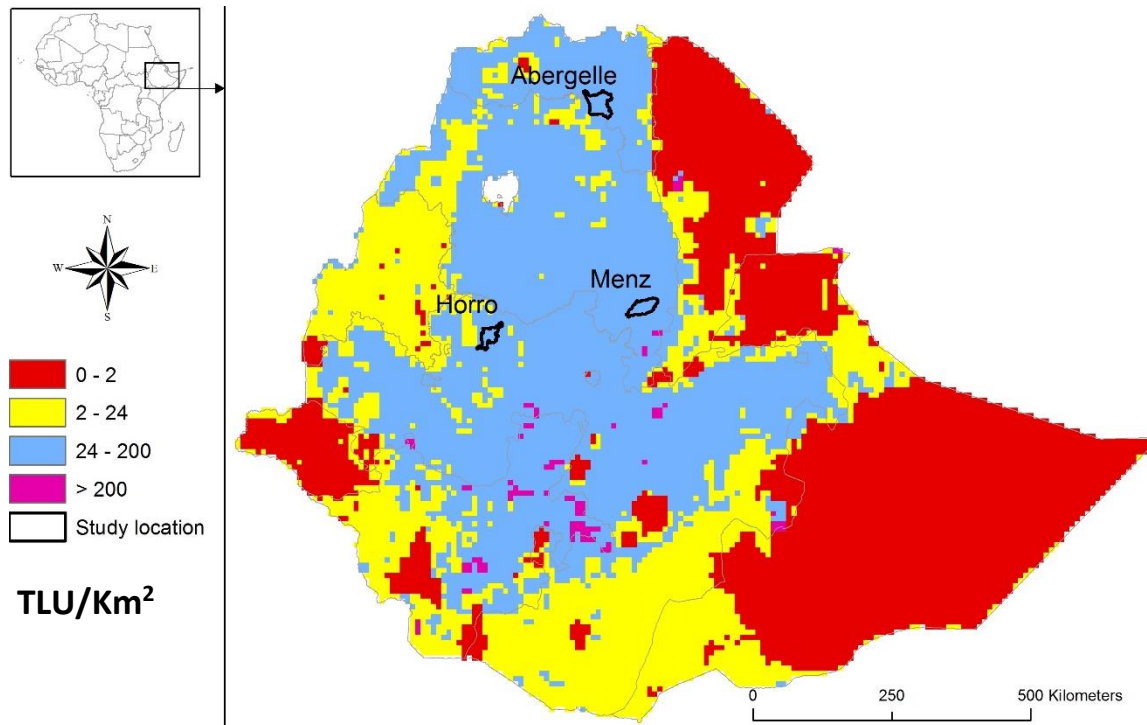 Abergelle
Menz
Horro
N
W
E
S
0 - 2
2 - 24
24 - 200
> 200
Study location
TLU/Km²
0
250
500 Kilometers